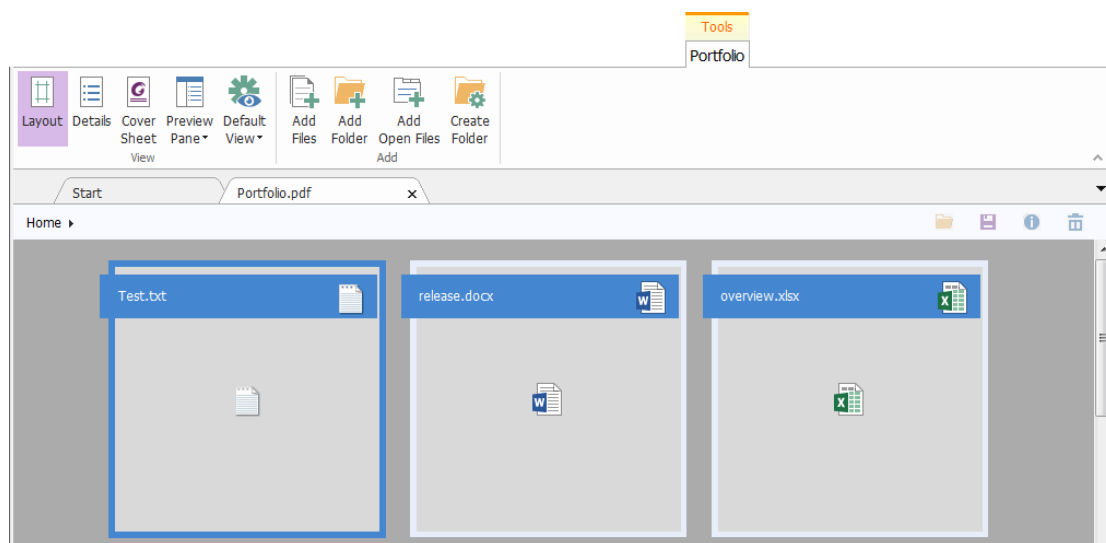 Tools
Portfolio
Layout Details Cover Sheet Preview Pane Default View Add Files Add Folder Add Open Files Create Folder
View Add
Start Portfolio.pdf x
Home
Test.txt release.docx overview.xlsx